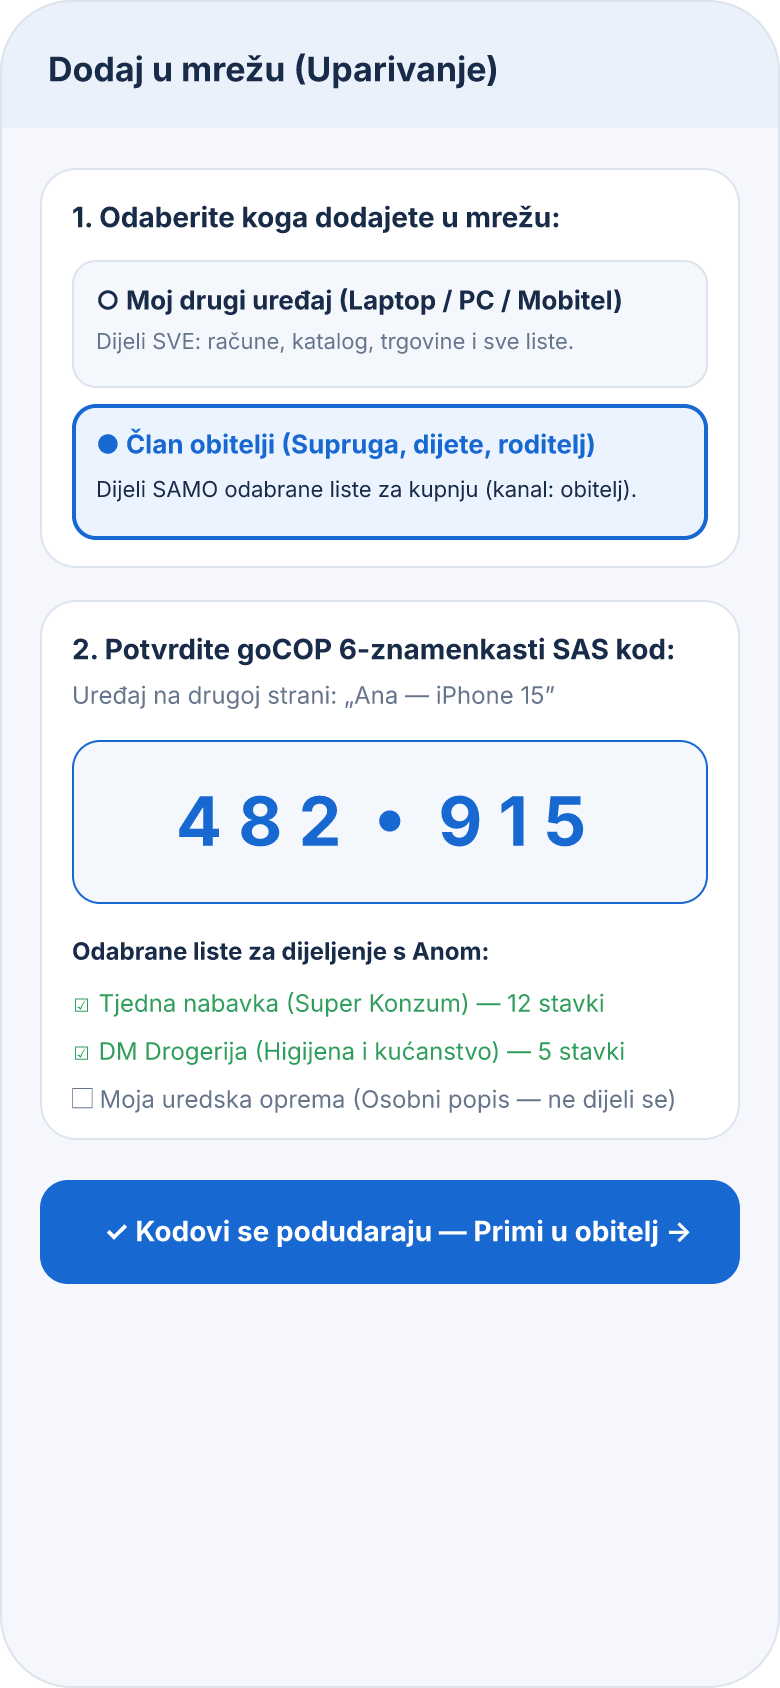 Dodaj u mrežu (Uparivanje)
1. Odaberite koga dodajete u mrežu:
○ Moj drugi uređaj (Laptop / PC / Mobitel)
Dijeli SVE: račune, katalog, trgovine i sve liste.
● Član obitelji (Supruga, dijete, roditelj)
Dijeli SAMO odabrane liste za kupnju (kanal: obitelj).
2. Potvrdite goCOP 6-znamenkasti SAS kod:
Uređaj na drugoj strani: „Ana — iPhone 15”
482 • 915
Odabrane liste za dijeljenje s Anom:
☑ Tjedna nabavka (Super Konzum) — 12 stavki
☑ DM Drogerija (Higijena i kućanstvo) — 5 stavki
☐ Moja uredska oprema (Osobni popis — ne dijeli se)
✓ Kodovi se podudaraju — Primi u obitelj →